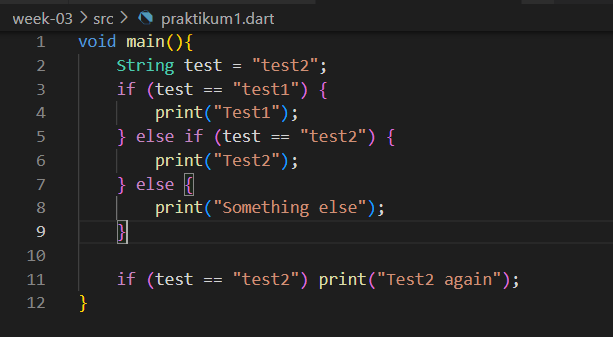 week-03 > src > praktikum1.dart
1 void main(){
2 String test = "test2";
3 if (test == "test1") {
4 print("Test1");
5 } else if (test == "test2") {
6 print("Test2");
7 } else {
8 print("Something else");
9 }
10
11 if (test == "test2") print("Test2 again");
12 }